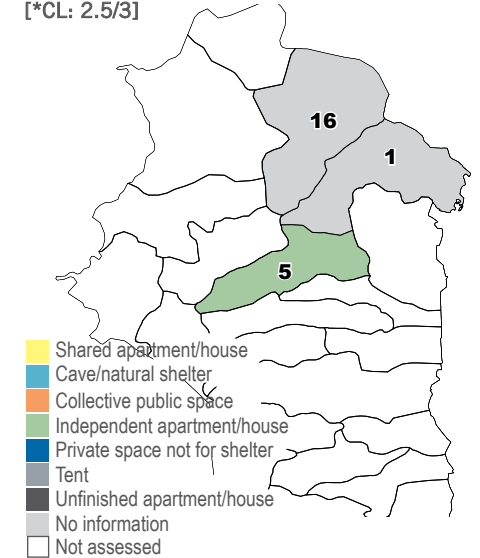 [*CL: 2.5/3]
16
1
5
Shared apartment/house
Cave/natural shelter
Collective public space
Independent apartment/house
Private space not for shelter
Tent
Unfinished apartment/house
No information
Not assessed